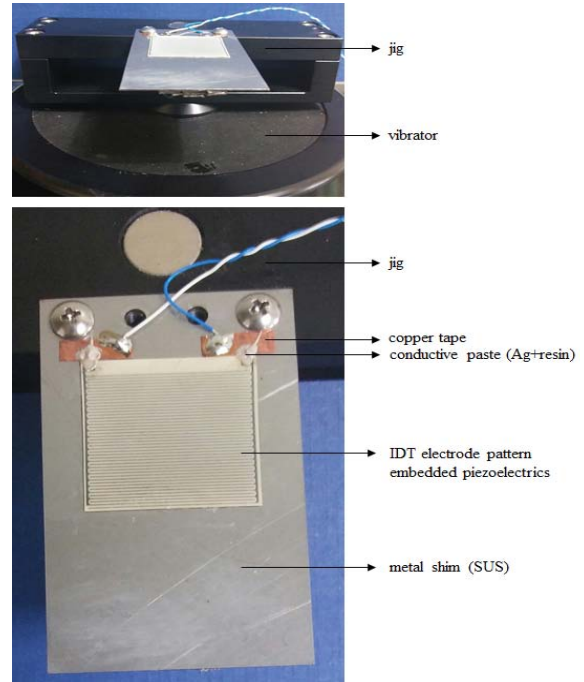 jig
vibrator
jig
copper tape
conductive paste (Ag+resin)
IDT electrode pattern
embedded piezoelectrics
metal shim (SUS)